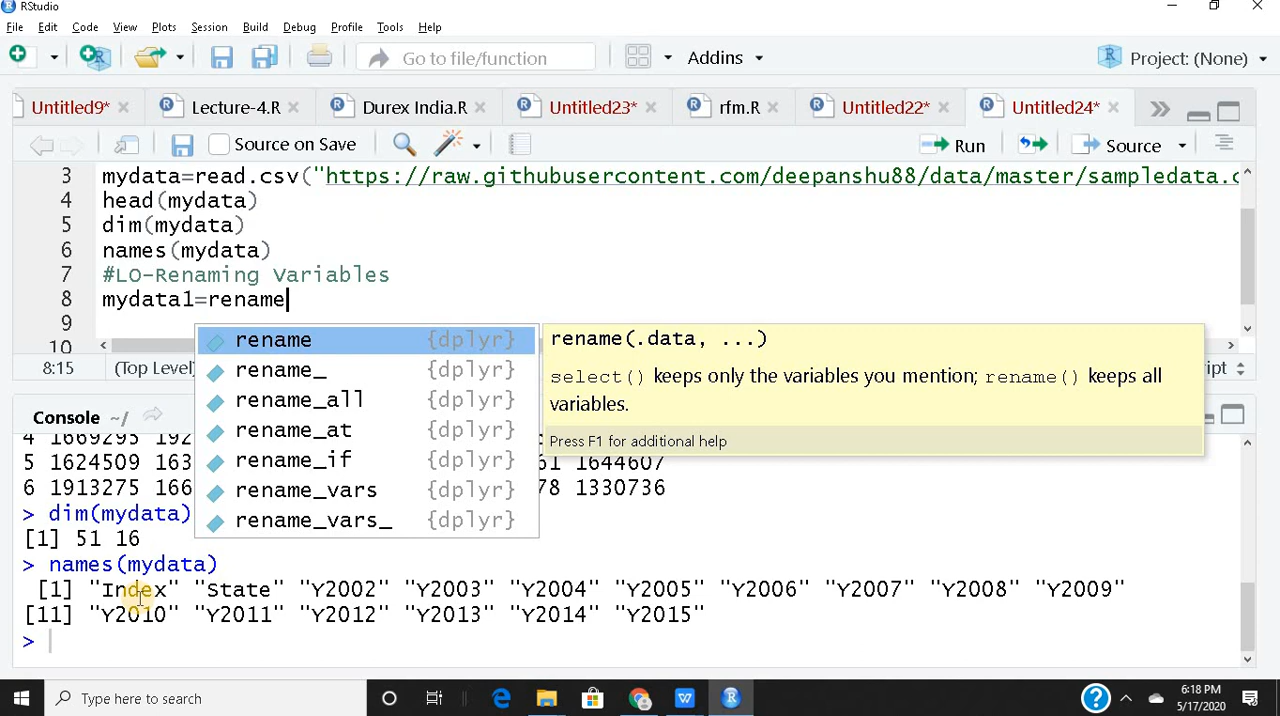 RStudio
File Edit Code View Plots Session Build Debug Profile Tools Help
Go to file/function Addins Project: (None)
Untitled9* Lecture-4.R Durex India.R Untitled23* rfm.R Untitled22* Untitled24*
Source on Save Run Source
3 mydata=read.csv("https://raw.githubusercontent.com/deepanshu88/data/master/sampledata.c
4 head(mydata)
5 dim(mydata)
6 names(mydata)
7 #LO-Renaming Variables
8 mydata1=rename
9
10
rename {dplyr}
rename_ {dplyr}
rename_all {dplyr}
rename_at {dplyr}
rename_if {dplyr}
rename_vars {dplyr}
rename_vars_ {dplyr}
rename(.data, ...)
select() keeps only the variables you mention; rename() keeps all
variables.
Press F1 for additional help
8:15 (Top Level)
Console ~/
4 1669295 192
5 1624509 163 1644607
6 1913275 166 78 1330736
> dim(mydata)
[1] 51 16
> names(mydata)
[1] "Index" "State" "Y2002" "Y2003" "Y2004" "Y2005" "Y2006" "Y2007" "Y2008" "Y2009"
[11] "Y2010" "Y2011" "Y2012" "Y2013" "Y2014" "Y2015"
>
Type here to search
6:18 PM
5/17/2020